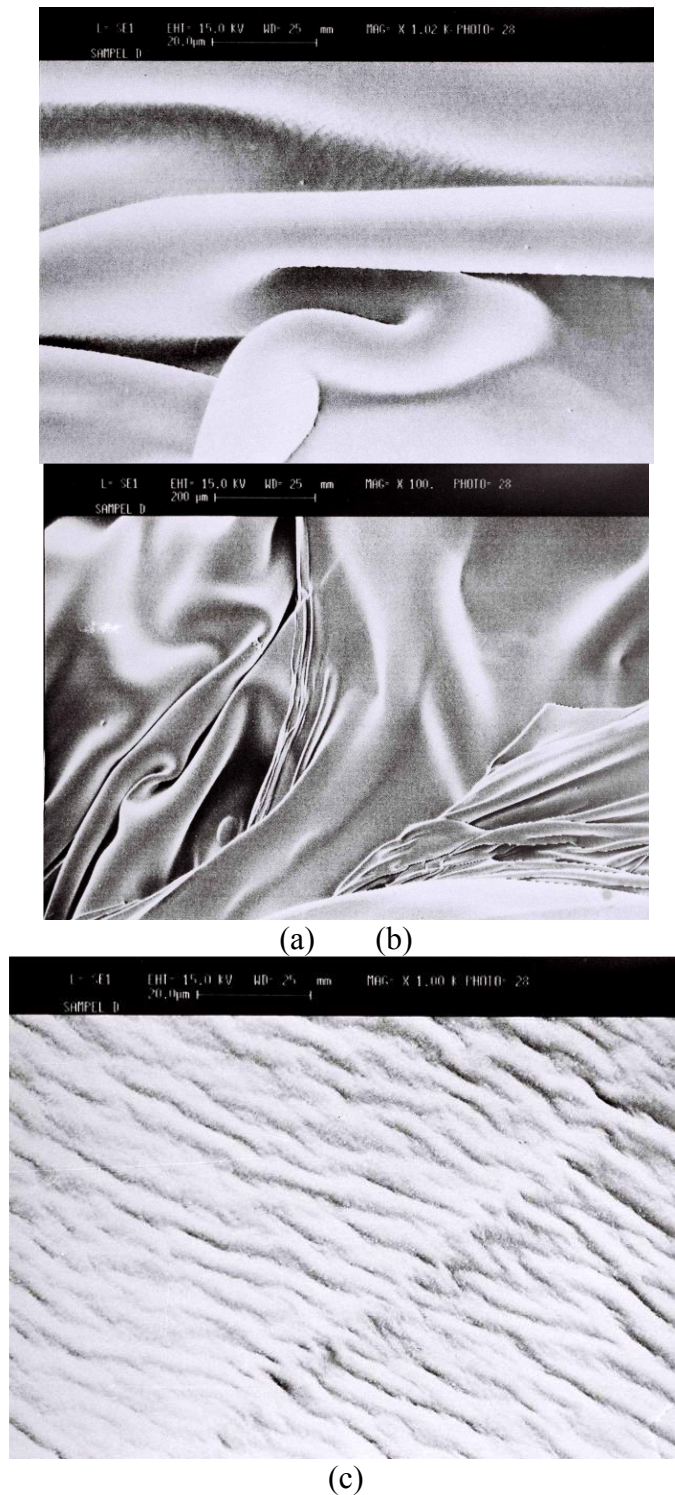 L= SE1 EHT= 15.0 KV WD= 25 mm MAG= X 1.02 K PHOTO= 28
20.0µm
SAMPEL D
L= SE1 EHT= 15.0 KV WD= 25 mm MAG= X 100. PHOTO= 28
200 µm
SAMPEL D
(a) (b)
L= SE1 EHT= 15.0 KV WD= 25 mm MAG= X 1.00 K PHOTO= 28
20.0µm
SAMPEL D
(c)